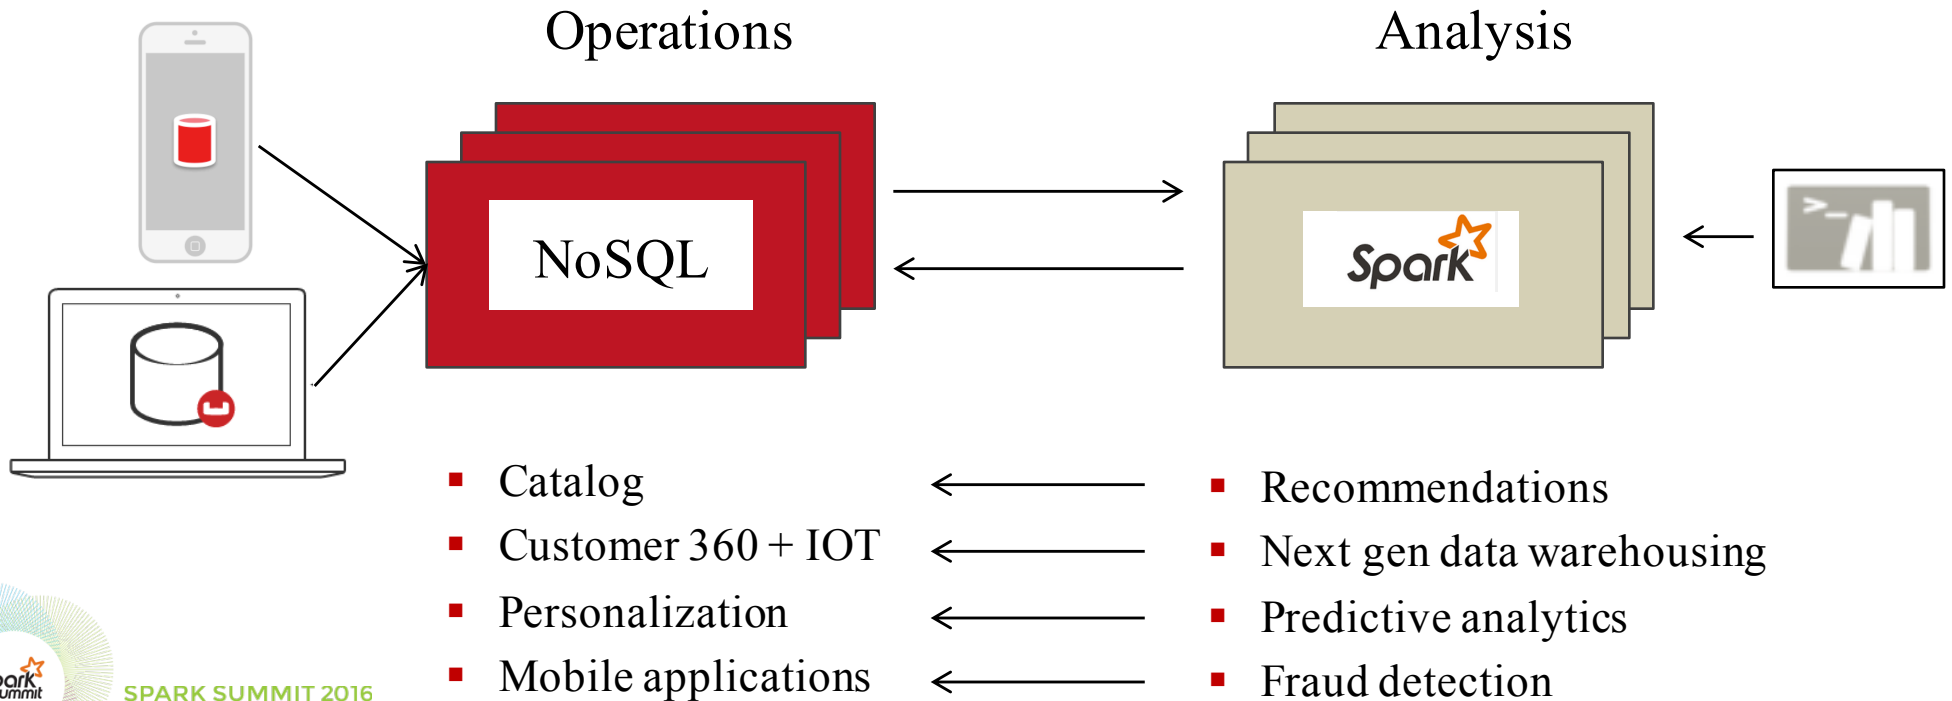 Operations
Analysis
NoSQL
Spark
>_
Catalog
Customer 360 + IOT
Personalization
Mobile applications
Recommendations
Next gen data warehousing
Predictive analytics
Fraud detection
SPARK SUMMIT 2016